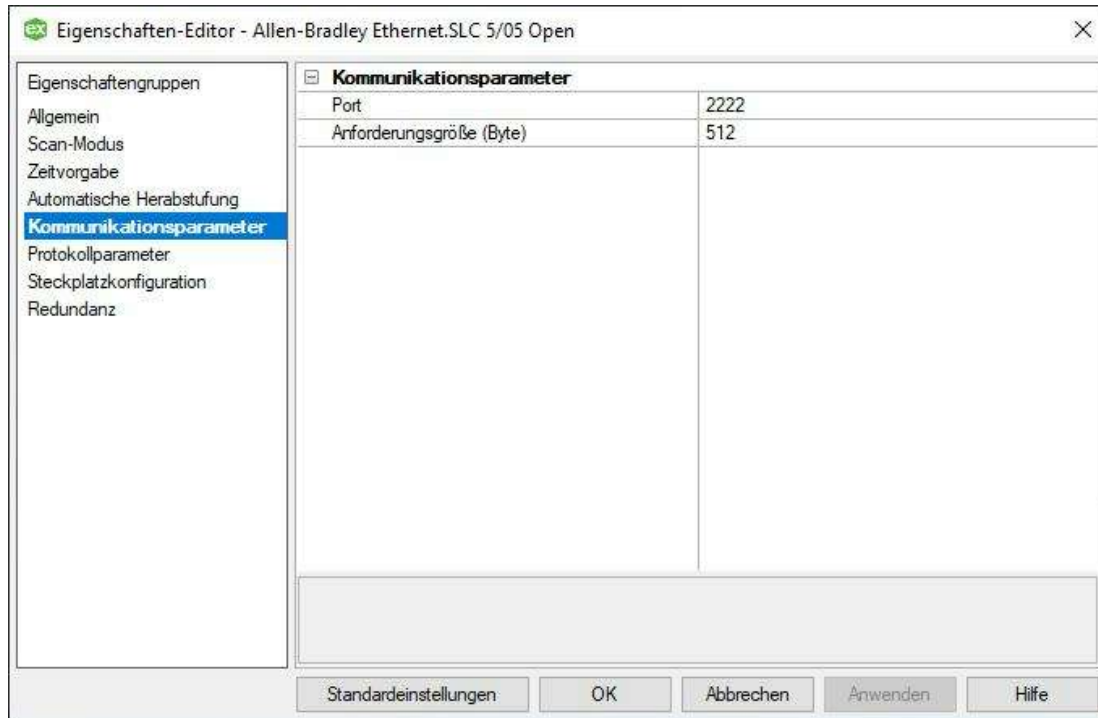 ex Eigenschaften-Editor - Allen-Bradley Ethernet.SLC 5/05 Open
Eigenschaftengruppen
Allgemein
Scan-Modus
Zeitvorgabe
Automatische Herabstufung
Kommunikationsparameter
Protokollparameter
Steckplatzkonfiguration
Redundanz
Kommunikationsparameter
Port 2222
Anforderungsgröße (Byte) 512
Standardeinstellungen OK Abbrechen Anwenden Hilfe